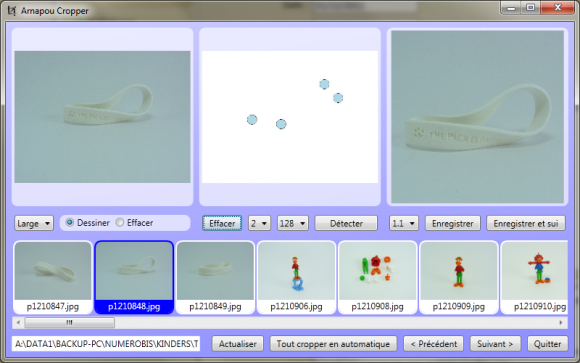 Arnapou Cropper
Large Dessiner Effacer Effacer 2 128 Détecter 1.1 Enregistrer Enregistrer et sui
p1210847.jpg p1210848.jpg p1210849.jpg p1210906.jpg p1210908.jpg p1210909.jpg p1210910.jpg
A:\DATA1\BACKUP-PC\NUMEROBIS\KINDERS\T Actualiser Tout cropper en automatique < Précédent Suivant > Quitter